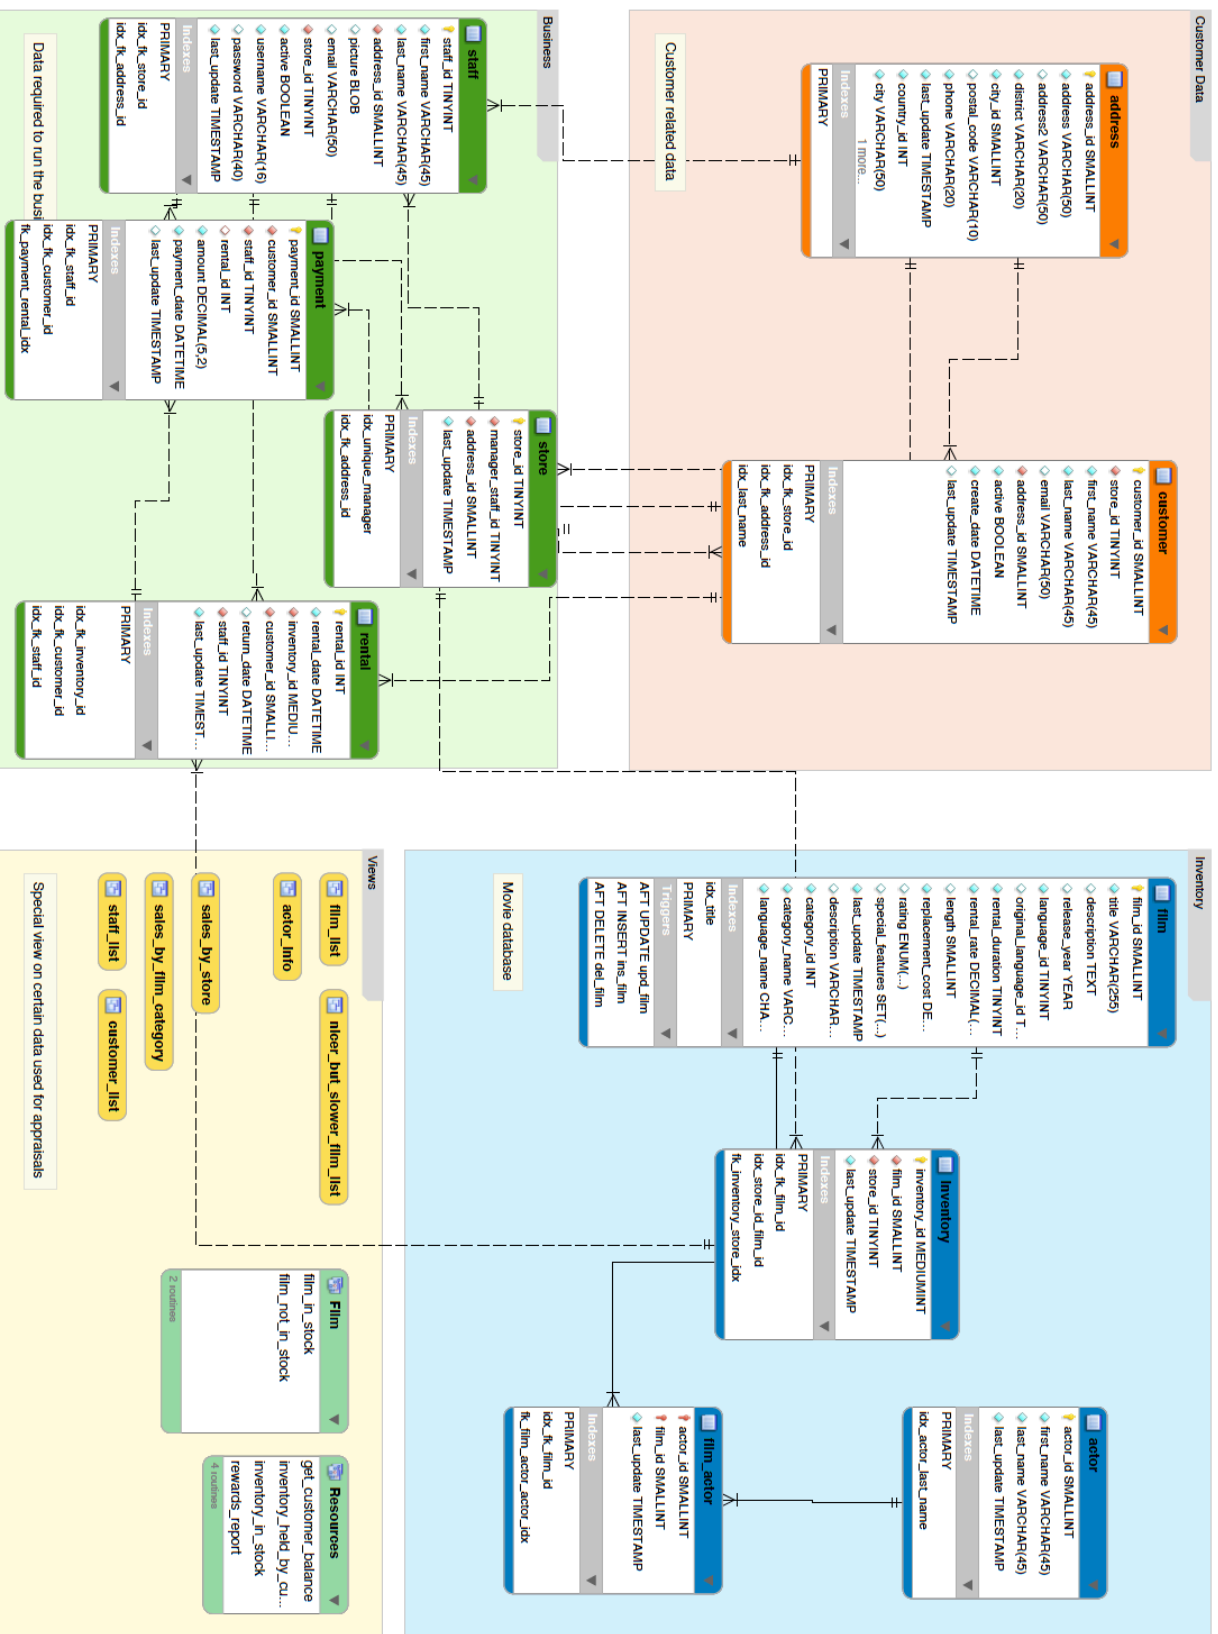 Customer Data
address
address_id SMALLINT
address VARCHAR(50)
address2 VARCHAR(50)
district VARCHAR(20)
city_id SMALLINT
postal_code VARCHAR(10)
phone VARCHAR(20)
last_update TIMESTAMP
country_id INT
city VARCHAR(50)
1 more...
Indexes
PRIMARY
customer
customer_id SMALLINT
store_id TINYINT
first_name VARCHAR(45)
last_name VARCHAR(45)
email VARCHAR(50)
address_id SMALLINT
active BOOLEAN
create_date DATETIME
last_update TIMESTAMP
Indexes
PRIMARY
idx_fk_store_id
idx_fk_address_id
idx_last_name
Customer related data
Business
staff
staff_id TINYINT
first_name VARCHAR(45)
last_name VARCHAR(45)
address_id SMALLINT
picture BLOB
email VARCHAR(50)
store_id TINYINT
active BOOLEAN
username VARCHAR(16)
password VARCHAR(40)
last_update TIMESTAMP
Indexes
PRIMARY
idx_fk_store_id
idx_fk_address_id
store
store_id TINYINT
manager_staff_id TINYINT
address_id SMALLINT
last_update TIMESTAMP
Indexes
PRIMARY
idx_unique_manager
idx_fk_address_id
payment
payment_id SMALLINT
customer_id SMALLINT
staff_id TINYINT
rental_id INT
amount DECIMAL(5,2)
payment_date DATETIME
last_update TIMESTAMP
Indexes
PRIMARY
idx_fk_staff_id
idx_fk_customer_id
fk_payment_rental_idx
rental
rental_id INT
rental_date DATETIME
inventory_id MEDIU...
customer_id SMALLI...
return_date DATETIME
staff_id TINYINT
last_update TIMEST...
Indexes
PRIMARY
idx_fk_inventory_id
idx_fk_customer_id
idx_fk_staff_id
Data required to run the busi
Inventory
film
film_id SMALLINT
title VARCHAR(255)
description TEXT
release_year YEAR
language_id TINYINT
original_language_id T...
rental_duration TINYINT
rental_rate DECIMAL(...
length SMALLINT
replacement_cost DE...
rating ENUM(...)
special_features SET(...)
last_update TIMESTAMP
description VARCHAR...
category_id INT
category_name VARC...
language_name CHA...
Indexes
idx_title
PRIMARY
Triggers
AFT UPDATE upd_film
AFT INSERT ins_film
AFT DELETE del_film
inventory
inventory_id MEDIUMINT
film_id SMALLINT
store_id TINYINT
last_update TIMESTAMP
Indexes
PRIMARY
idx_fk_film_id
idx_store_id_film_id
fk_inventory_store_idx
actor
actor_id SMALLINT
first_name VARCHAR(45)
last_name VARCHAR(45)
last_update TIMESTAMP
Indexes
PRIMARY
idx_actor_last_name
film_actor
actor_id SMALLINT
film_id SMALLINT
last_update TIMESTAMP
Indexes
PRIMARY
idx_fk_film_id
fk_film_actor_actor_idx
Movie database
Views
film_list
nicer_but_slower_film_list
actor_info
sales_by_store
sales_by_film_category
staff_list
customer_list
Special view on certain data used for appraisals
Film
film_in_stock
film_not_in_stock
2 routines
Resources
get_customer_balance
inventory_held_by_cu...
inventory_in_stock
rewards_report
4 routines